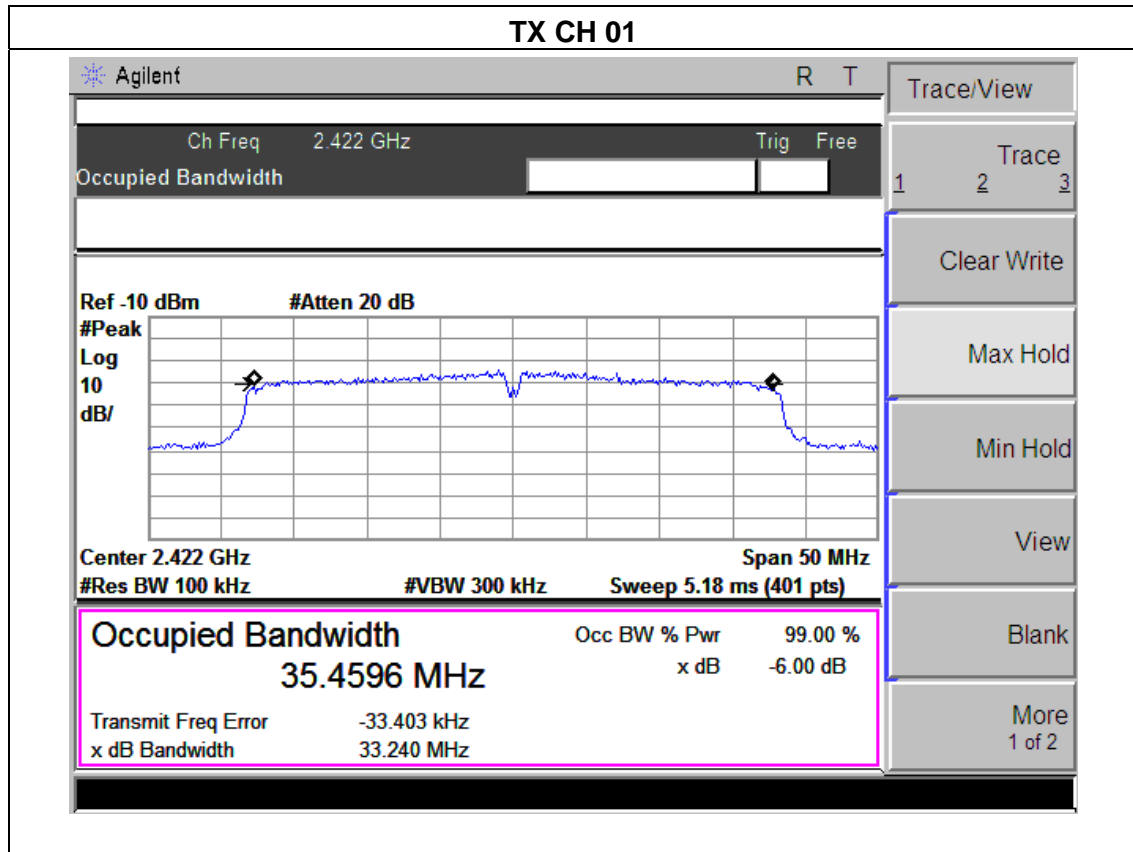 TX CH 01
Agilent R T
Ch Freq 2.422 GHz Trig Free
Occupied Bandwidth
Ref -10 dBm #Atten 20 dB
#Peak
Log
10
dB/
Center 2.422 GHz Span 50 MHz
#Res BW 100 kHz #VBW 300 kHz Sweep 5.18 ms (401 pts)
Occupied Bandwidth Occ BW % Pwr 99.00 %
35.4596 MHz x dB -6.00 dB
Transmit Freq Error -33.403 kHz
x dB Bandwidth 33.240 MHz
Trace/View
Trace
1 2 3
Clear Write
Max Hold
Min Hold
View
Blank
More
1 of 2